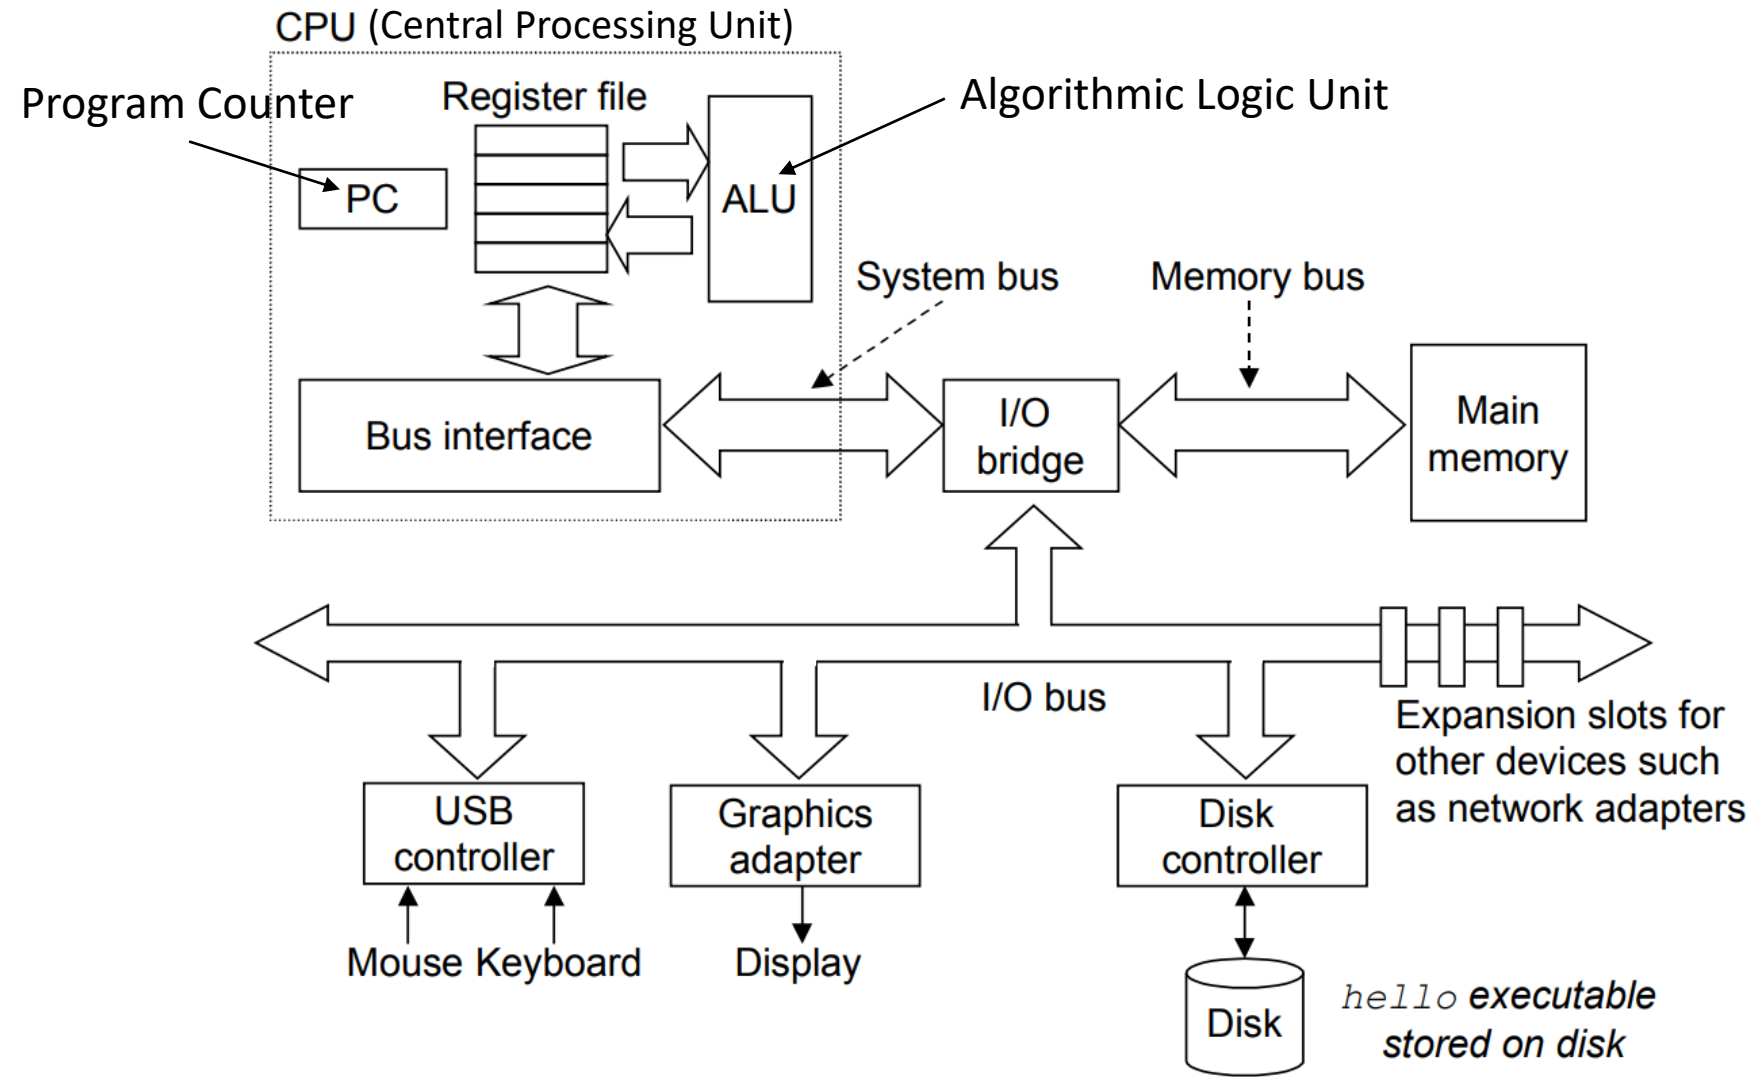 CPU (Central Processing Unit)
Program Counter
Register file
Algorithmic Logic Unit
PC
ALU
System bus
Memory bus
Bus interface
I/O
bridge
Main
memory
I/O bus
Expansion slots for
other devices such
as network adapters
USB
controller
Graphics
adapter
Disk
controller
Mouse Keyboard
Display
Disk
hello executable
stored on disk